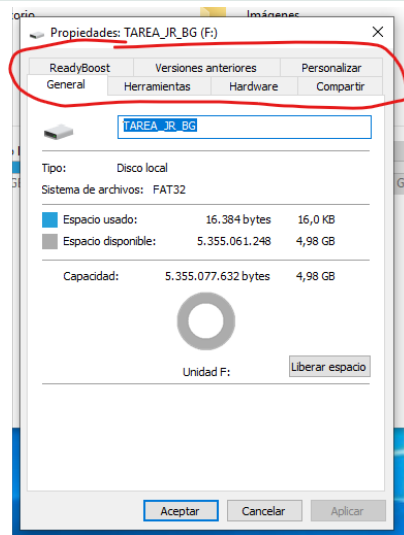 Imágenes
Propiedades: TAREA_JR_BG (F:)
ReadyBoost Versiones anteriores Personalizar
General Herramientas Hardware Compartir
TAREA_JR_BG
Tipo: Disco local
Sistema de archivos: FAT32
Espacio usado: 16.384 bytes 16,0 KB
Espacio disponible: 5.355.061.248 4,98 GB
Capacidad: 5.355.077.632 bytes 4,98 GB
Unidad F:
Liberar espacio
Aceptar Cancelar Aplicar